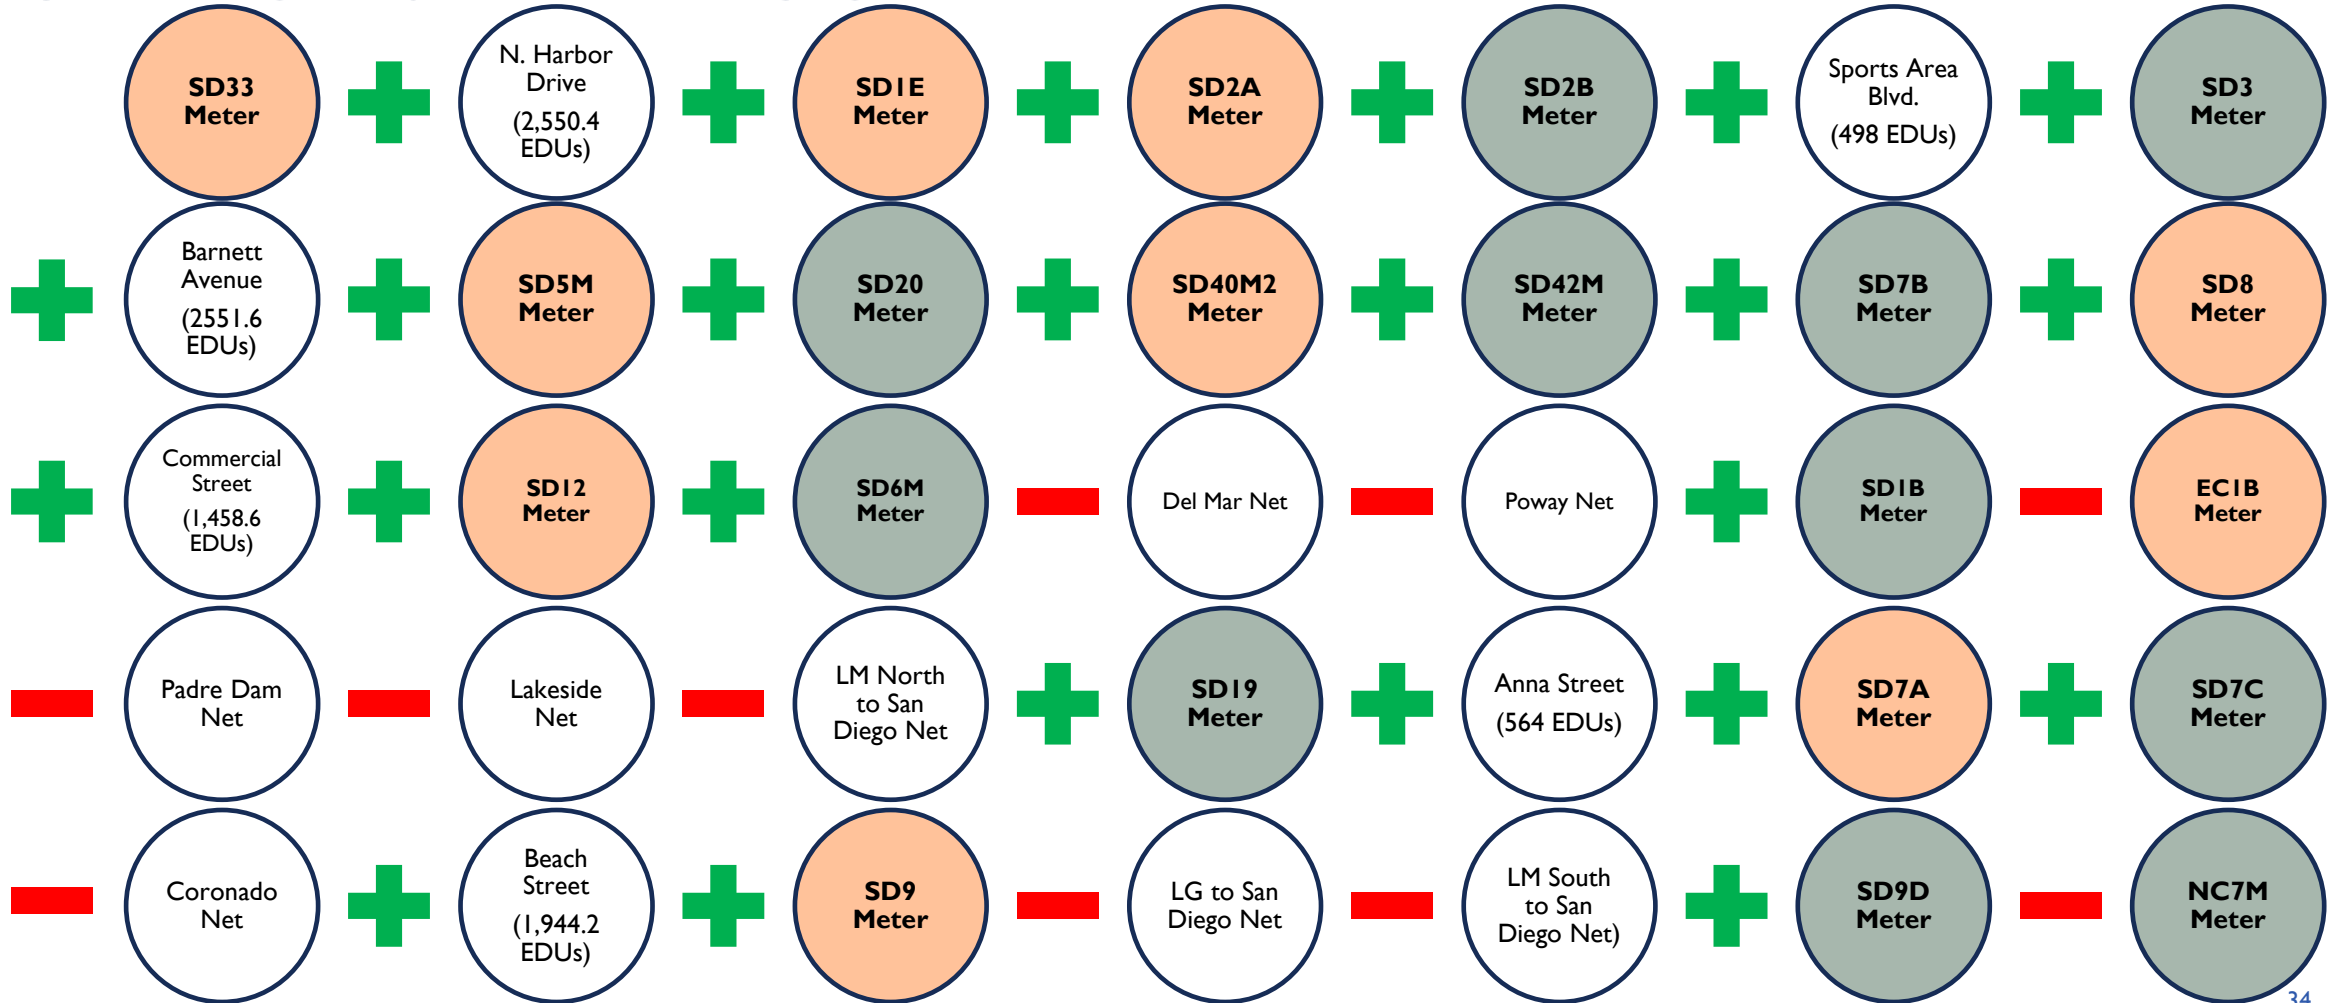 SD33
Meter
N. Harbor
Drive
(2,550.4
EDUs)
SD1E
Meter
SD2A
Meter
SD2B
Meter
Sports Area
Blvd.
(498 EDUs)
SD3
Meter
Barnett
Avenue
(2551.6
EDUs)
SD5M
Meter
SD20
Meter
SD40M2
Meter
SD42M
Meter
SD7B
Meter
SD8
Meter
Commercial
Street
(1,458.6
EDUs)
SD12
Meter
SD6M
Meter
Del Mar Net
Poway Net
SD1B
Meter
EC1B
Meter
Padre Dam
Net
Lakeside
Net
LM North
to San
Diego Net
SD19
Meter
Anna Street
(564 EDUs)
SD7A
Meter
SD7C
Meter
Coronado
Net
Beach
Street
(1,944.2
EDUs)
SD9
Meter
LG to San
Diego Net
LM South
to San
Diego Net)
SD9D
Meter
NC7M
Meter
34